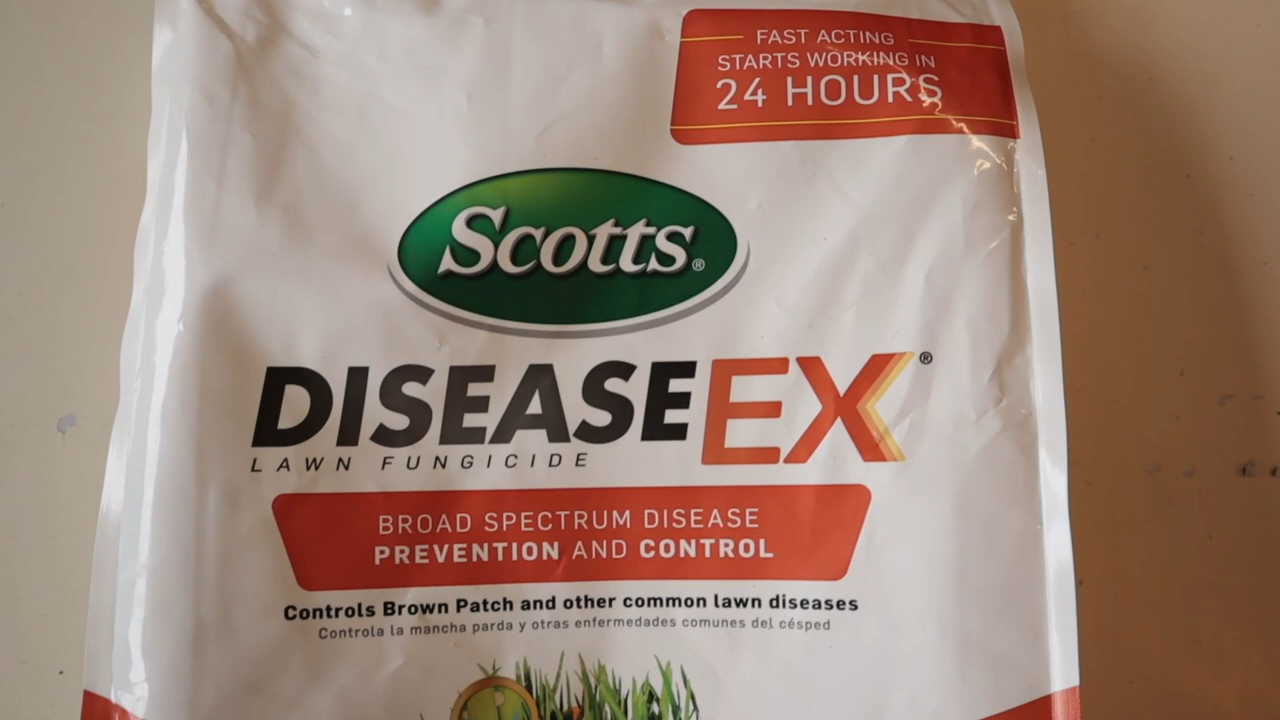 FAST ACTING
STARTS WORKING IN
24 HOURS
Scotts®
DISEASEEX®
LAWN FUNGICIDE
BROAD SPECTRUM DISEASE
PREVENTION AND CONTROL
Controls Brown Patch and other common lawn diseases
Controla la mancha parda y otras enfermedades comunes del césped